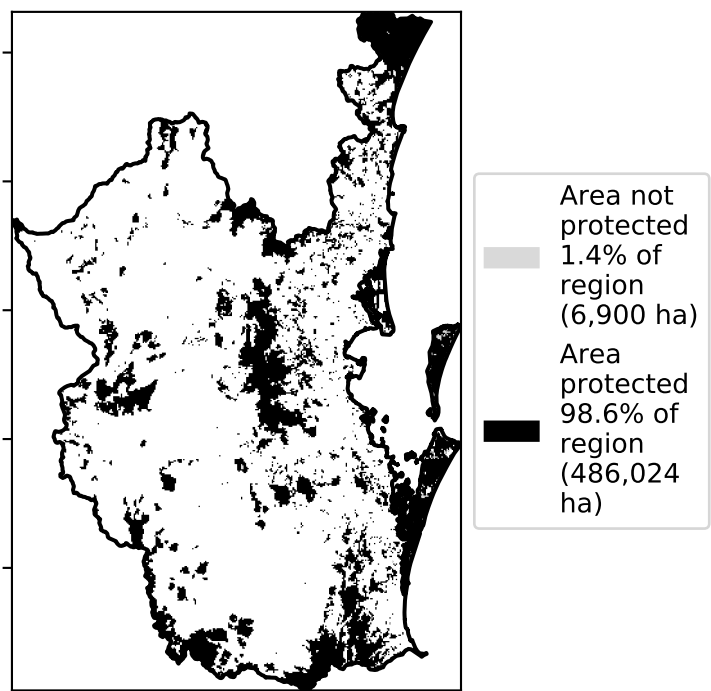 Area not
protected
1.4% of
region
(6,900 ha)
Area
protected
98.6% of
region
(486,024
ha)